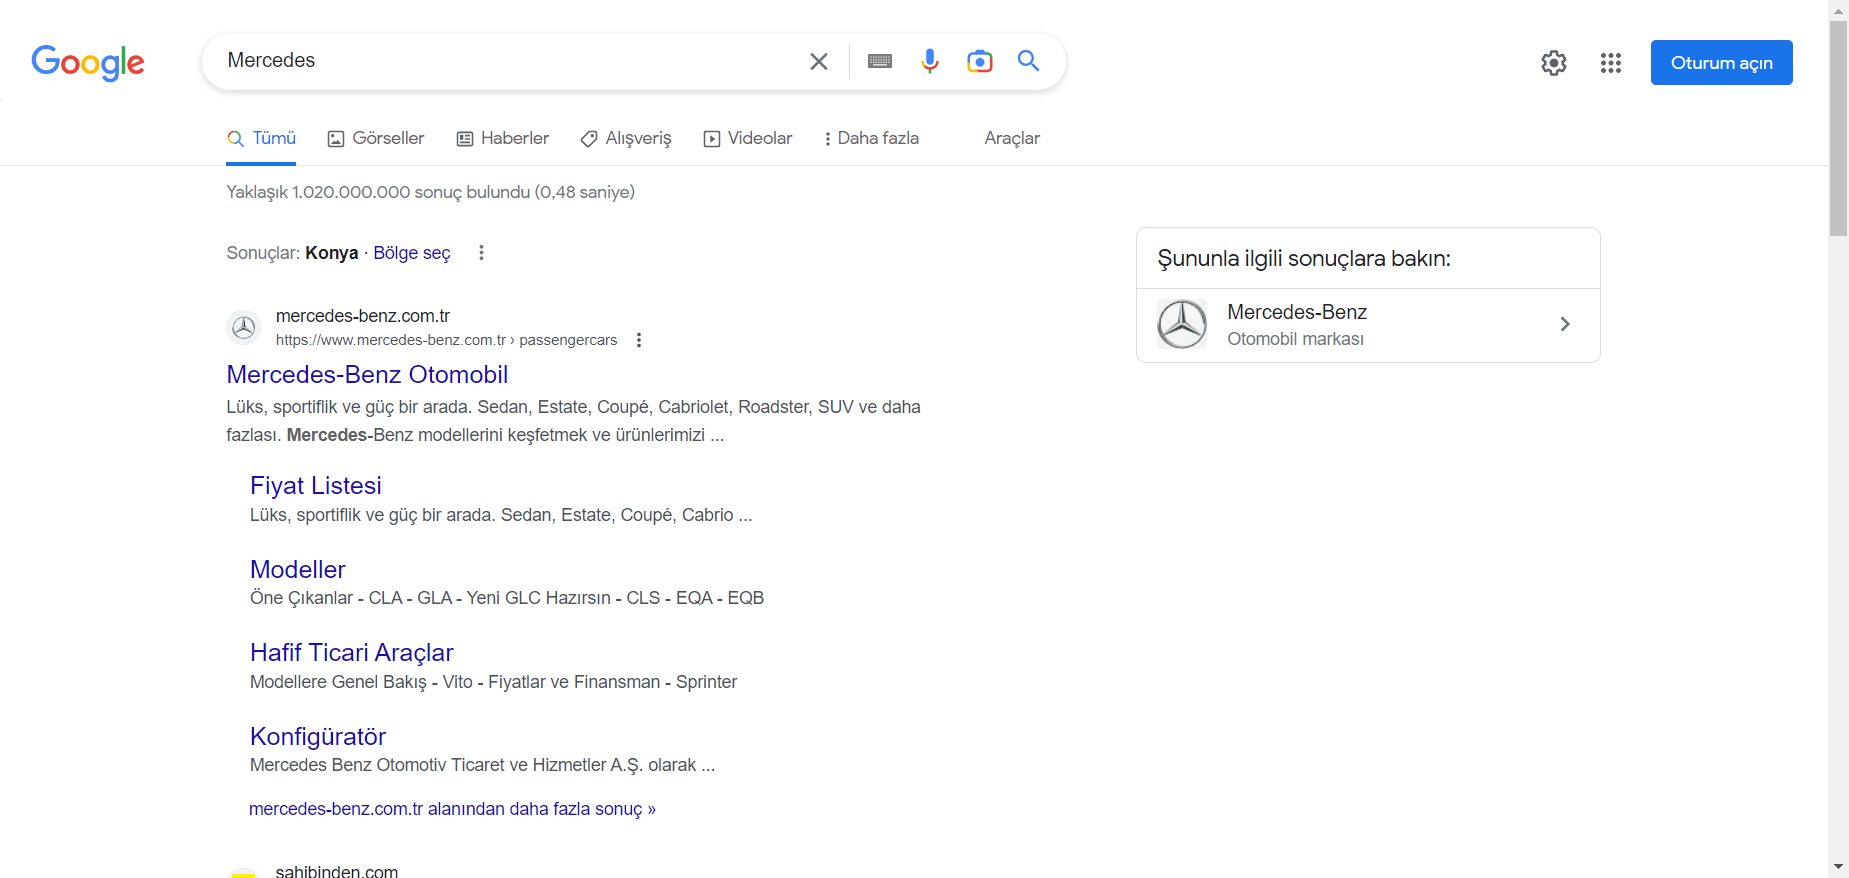 Google
Mercedes
Oturum açın
Tümü
Görseller
Haberler
Alışveriş
Videolar
Daha fazla
Araçlar
Yaklaşık 1.020.000.000 sonuç bulundu (0,48 saniye)
Sonuçlar: Konya · Bölge seç
mercedes-benz.com.tr
https://www.mercedes-benz.com.tr › passengercars
Mercedes-Benz Otomobil
Lüks, sportiflik ve güç bir arada. Sedan, Estate, Coupé, Cabriolet, Roadster, SUV ve daha
fazlası. Mercedes-Benz modellerini keşfetmek ve ürünlerimizi ...
Fiyat Listesi
Lüks, sportiflik ve güç bir arada. Sedan, Estate, Coupé, Cabrio ...
Modeller
Öne Çıkanlar - CLA - GLA - Yeni GLC Hazırsın - CLS - EQA - EQB
Hafif Ticari Araçlar
Modellere Genel Bakış - Vito - Fiyatlar ve Finansman - Sprinter
Konfigüratör
Mercedes Benz Otomotiv Ticaret ve Hizmetler A.Ş. olarak ...
mercedes-benz.com.tr alanından daha fazla sonuç »
sahibinden.com
Şununla ilgili sonuçlara bakın:
Mercedes-Benz
Otomobil markası